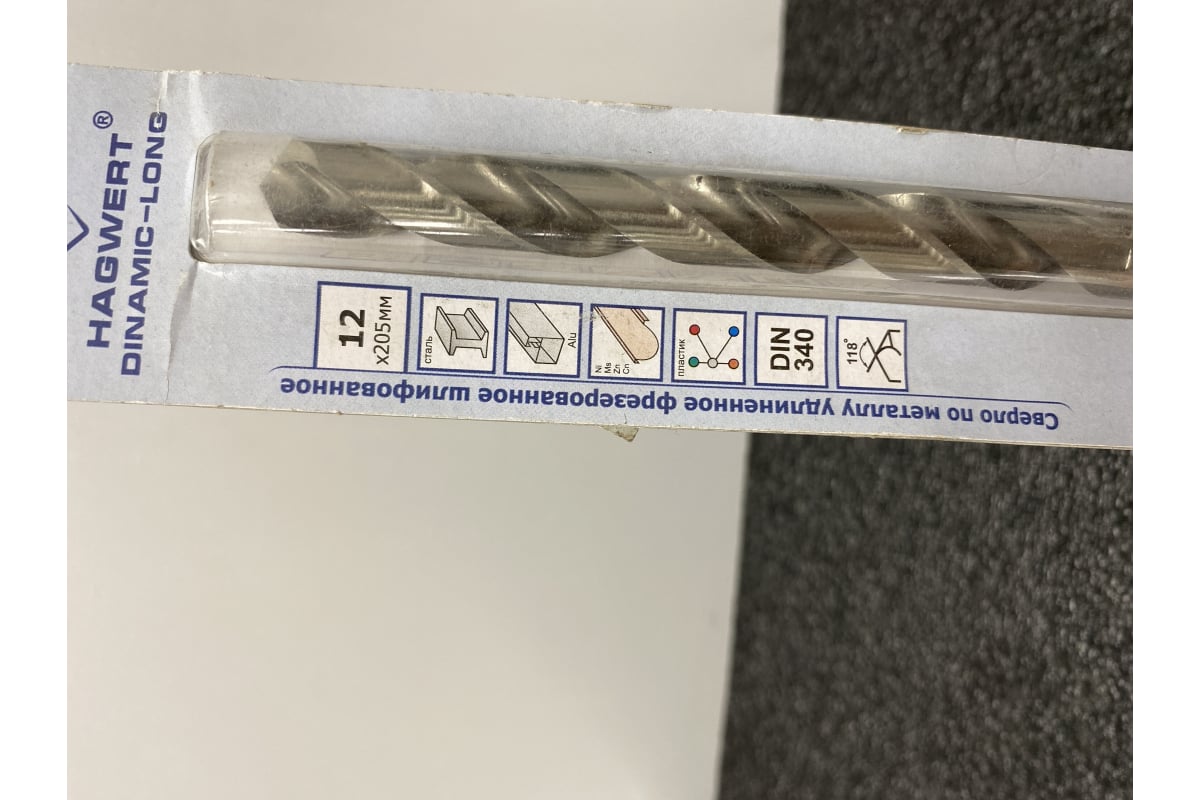 HAGWERT®
DINAMIC-LONG
12
x205мм
сталь
Alu
Ni
Ms
Zn
Cn
пластик
DIN
340
118°
Сверло по металлу удлиненное фрезерованное шлифованное